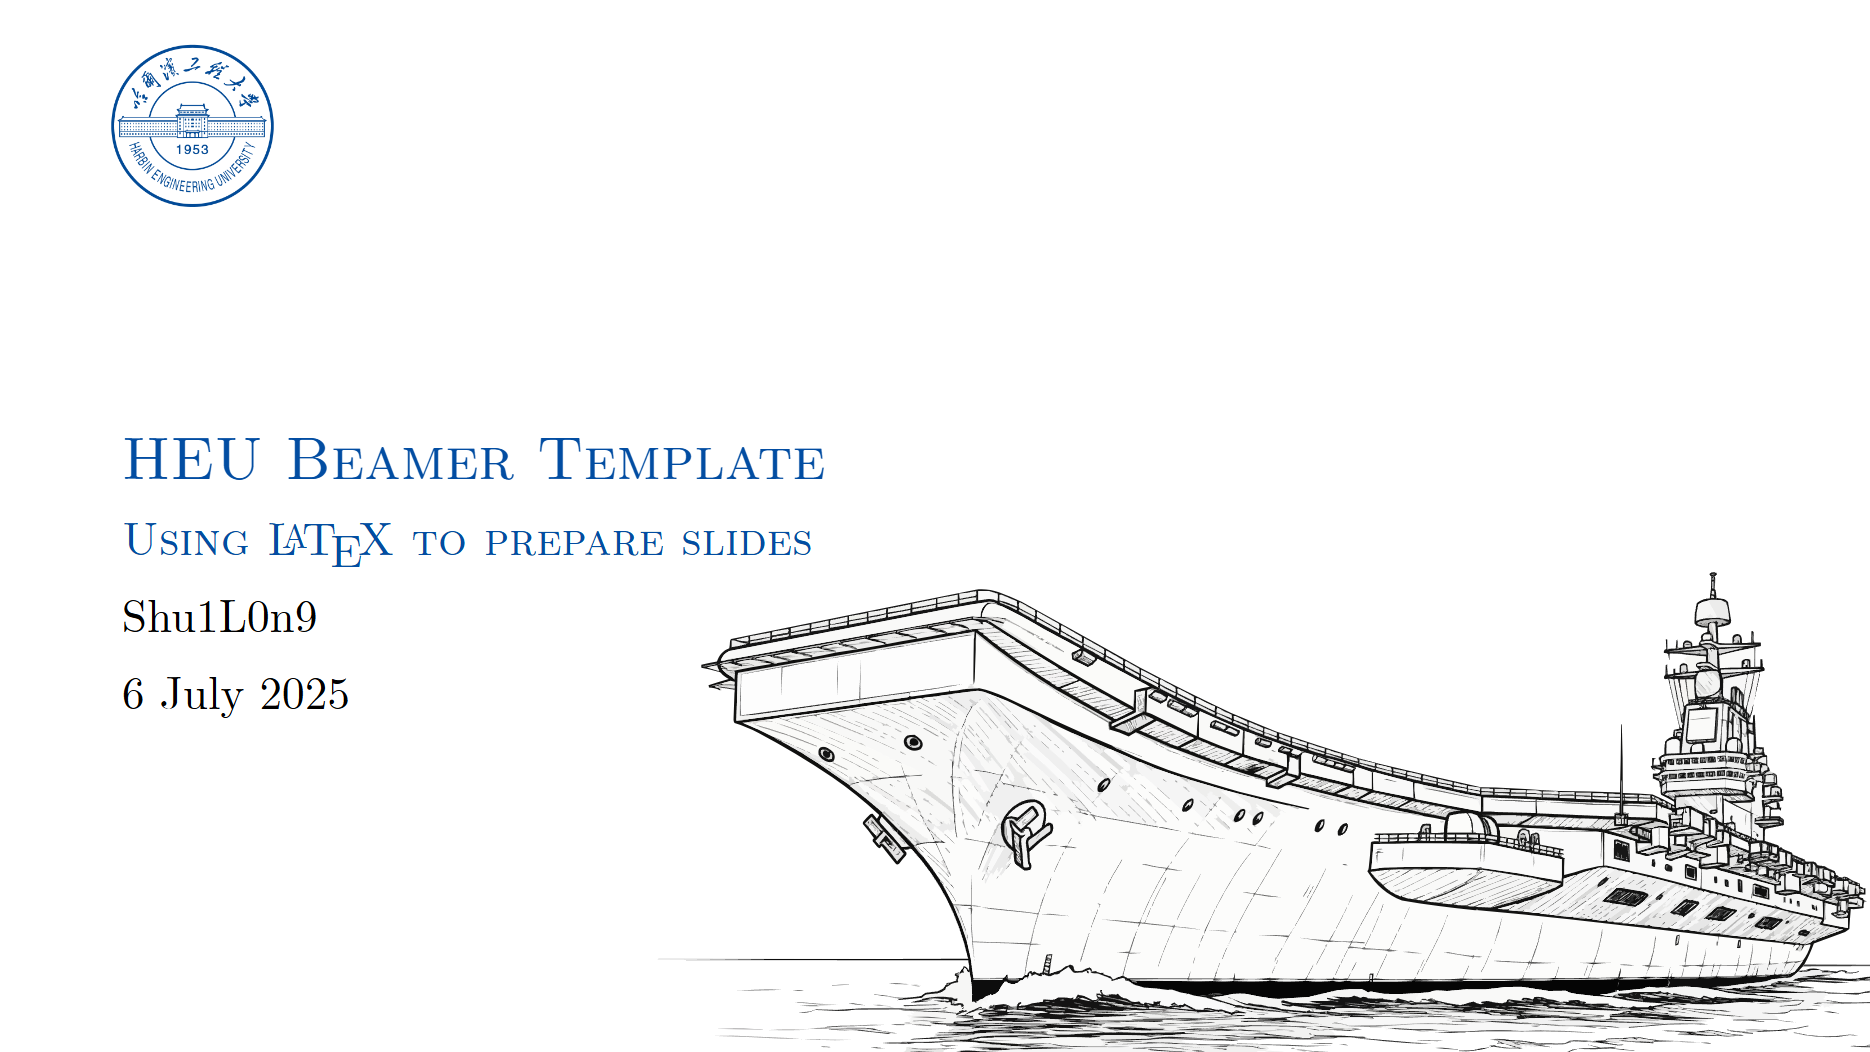 哈爾濱工程大學
1953
HARBIN ENGINEERING UNIVERSITY
HEU Beamer Template
Using LaTeX to prepare slides
Shu1L0n9
6 July 2025